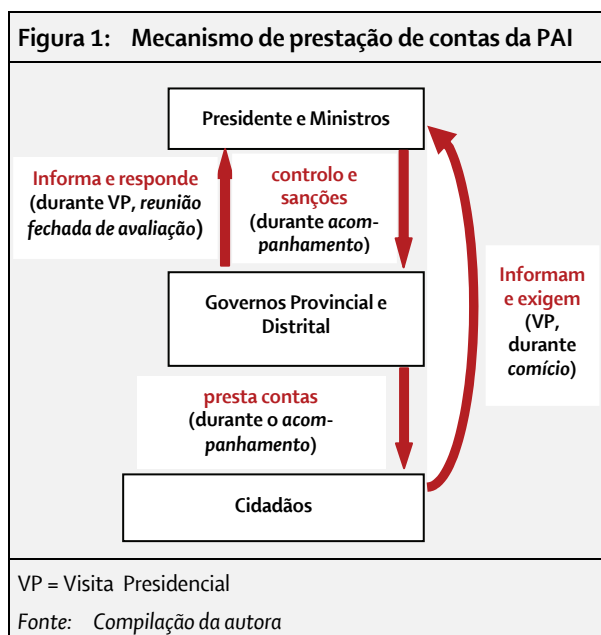 Figura 1: Mecanismo de prestação de contas da PAI
Presidente e Ministros
Informa e responde
(durante VP, reunião
fechada de avaliação)
controlo e
sanções
(durante acom-
panhamento)
Informam
e exigem
(VP,
durante
comício)
Governos Provincial e
Distrital
presta contas
(durante o acom-
panhamento)
Cidadãos
VP = Visita Presidencial
Fonte: Compilação da autora